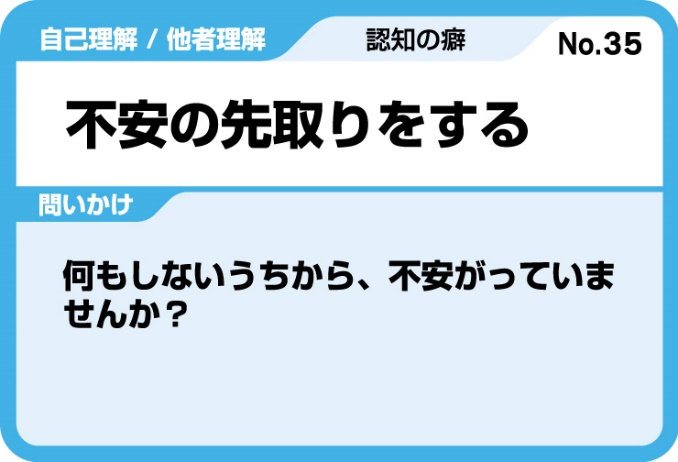 自己理解 / 他者理解
認知の癖
No.35
不安の先取りをする
問いかけ
何もしないうちから、不安がっていま
せんか？